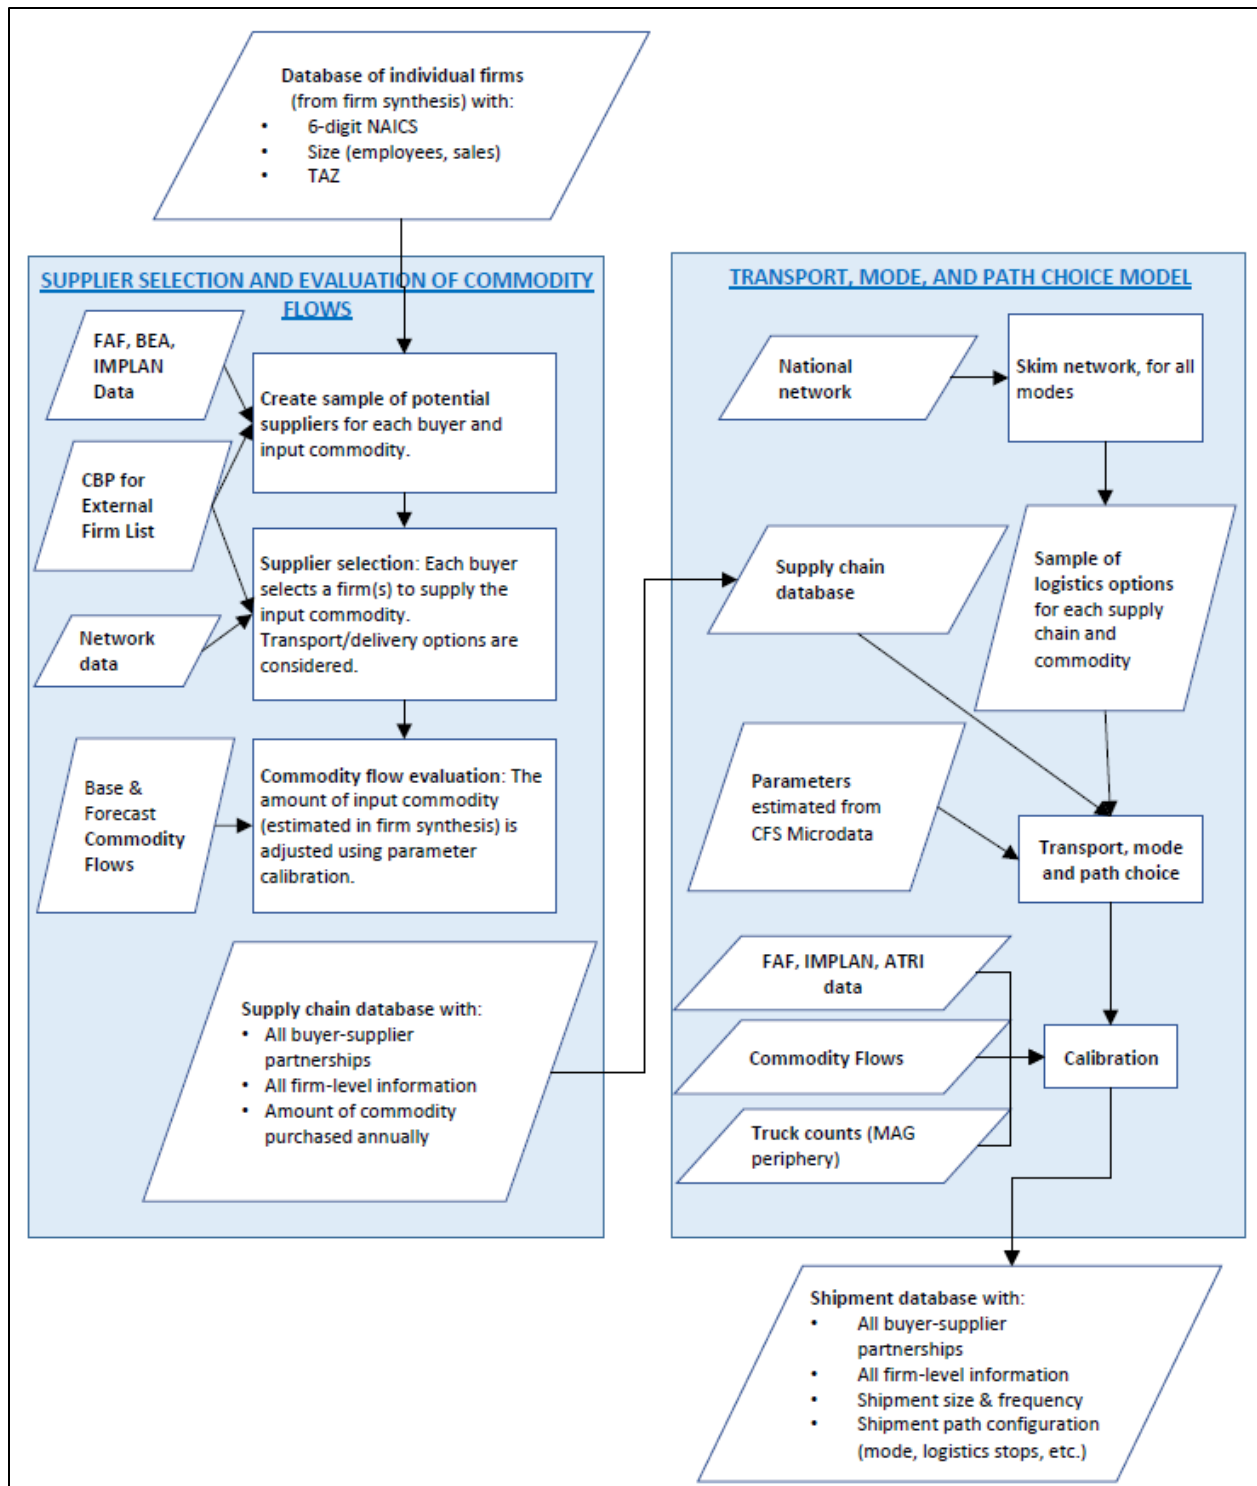 Database of individual firms
(from firm synthesis) with:
• 6-digit NAICS
• Size (employees, sales)
• TAZ
SUPPLIER SELECTION AND EVALUATION OF COMMODITY
FLOWS
FAF, BEA,
IMPLAN
Data
Create sample of potential
suppliers for each buyer and
input commodity.
CBP for
External
Firm List
Supplier selection: Each buyer
selects a firm(s) to supply the
input commodity.
Transport/delivery options are
considered.
Network
data
Base &
Forecast
Commodity
Flows
Commodity flow evaluation: The
amount of input commodity
(estimated in firm synthesis) is
adjusted using parameter
calibration.
Supply chain database with:
• All buyer-supplier
partnerships
• All firm-level information
• Amount of commodity
purchased annually
TRANSPORT, MODE, AND PATH CHOICE MODEL
National
network
Skim network, for all
modes
Supply chain
database
Sample of
logistics options
for each supply
chain and
commodity
Parameters
estimated from
CFS Microdata
Transport, mode
and path choice
FAF, IMPLAN, ATRI
data
Commodity Flows
Calibration
Truck counts (MAG
periphery)
Shipment database with:
• All buyer-supplier
partnerships
• All firm-level information
• Shipment size & frequency
• Shipment path configuration
(mode, logistics stops, etc.)